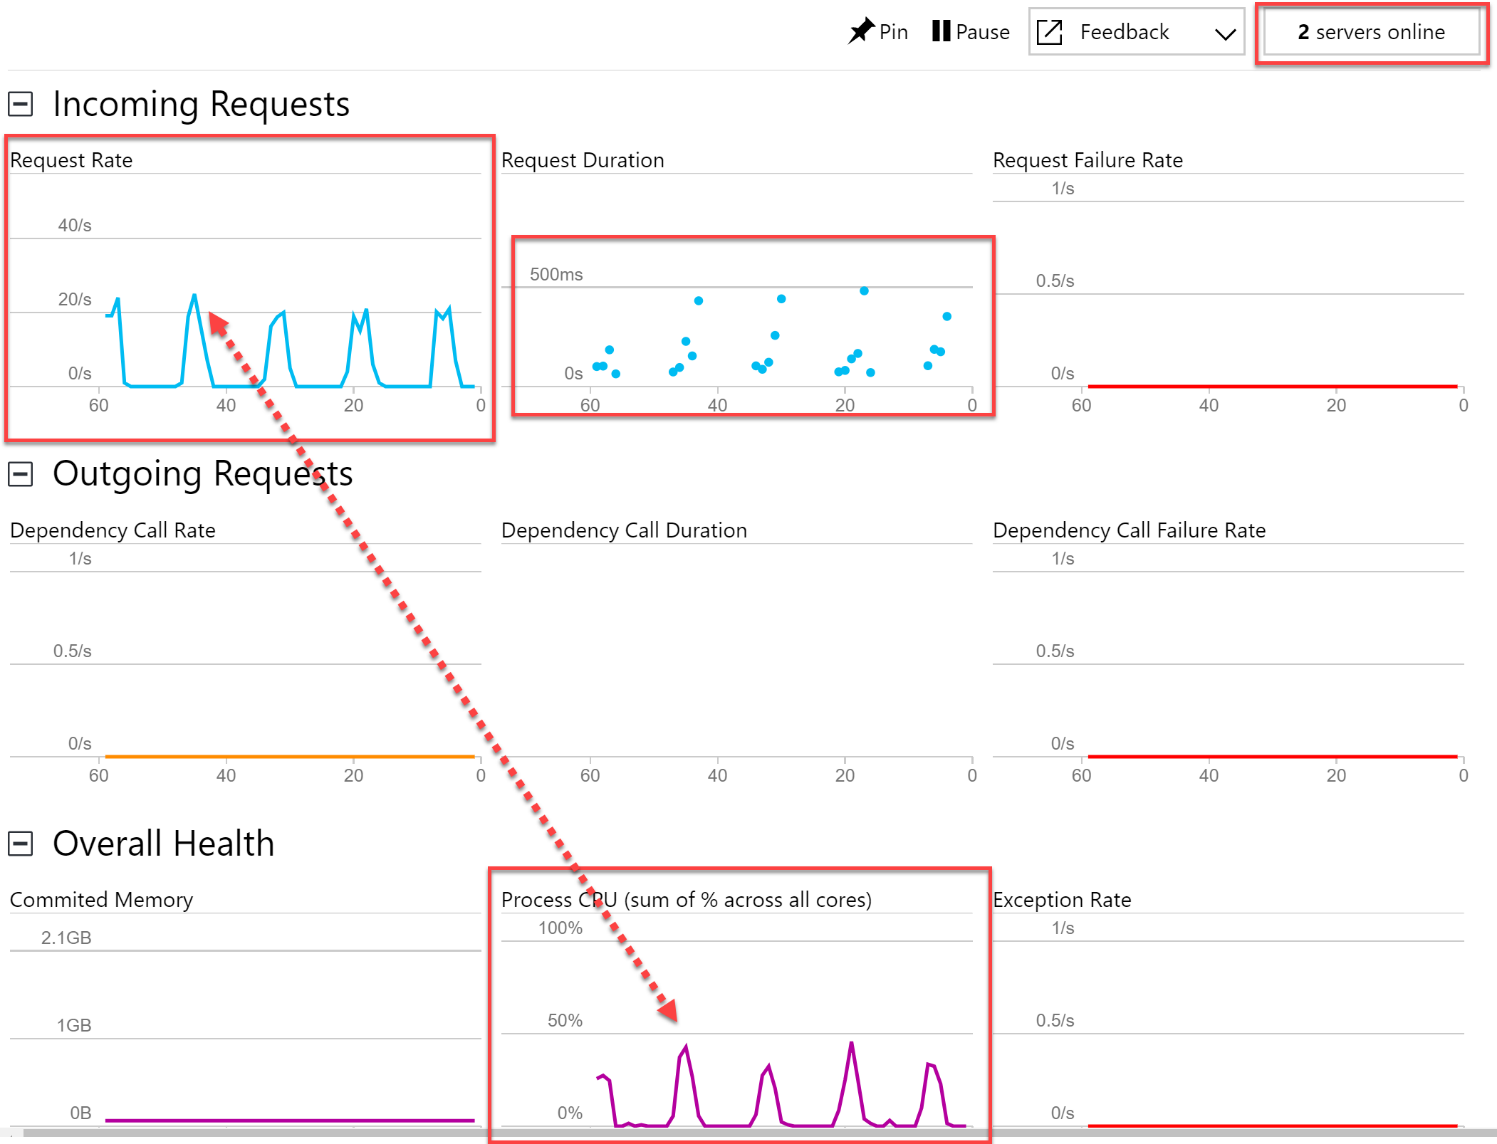 Pin Pause Feedback 2 servers online
Incoming Requests
Request Rate
40/s
20/s
0/s
60 40 20 0
Request Duration
500ms
0s
60 40 20 0
Request Failure Rate
1/s
0.5/s
0/s
60 40 20 0
Outgoing Requests
Dependency Call Rate
1/s
0.5/s
0/s
60 40 20 0
Dependency Call Duration
60 40 20 0
Dependency Call Failure Rate
1/s
0.5/s
0/s
60 40 20 0
Overall Health
Commited Memory
2.1GB
1GB
0B
Process CPU (sum of % across all cores)
100%
50%
0%
Exception Rate
1/s
0.5/s
0/s